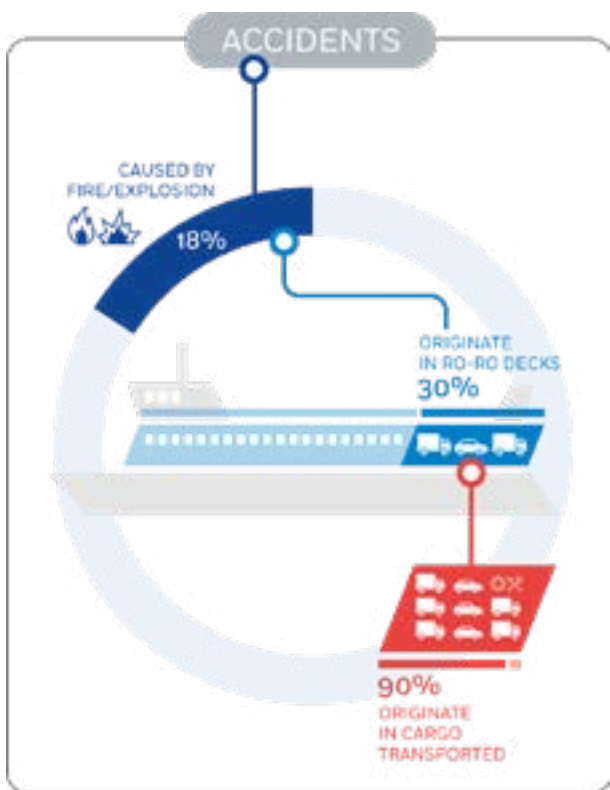 ACCIDENTS
CAUSED BY
FIRE/EXPLOSION
18%
ORIGINATE
IN RO-RO DECKS
30%
90%
ORIGINATE
IN CARGO
TRANSPORTED